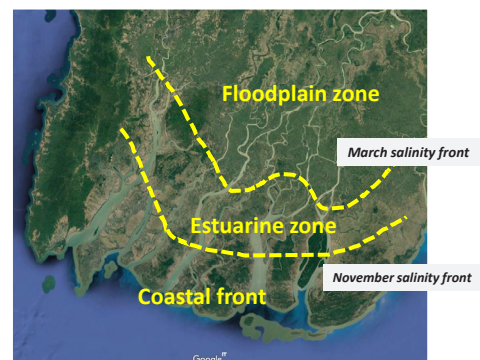 Floodplain zone
March salinity front
Estuarine zone
November salinity front
Coastal front
Google